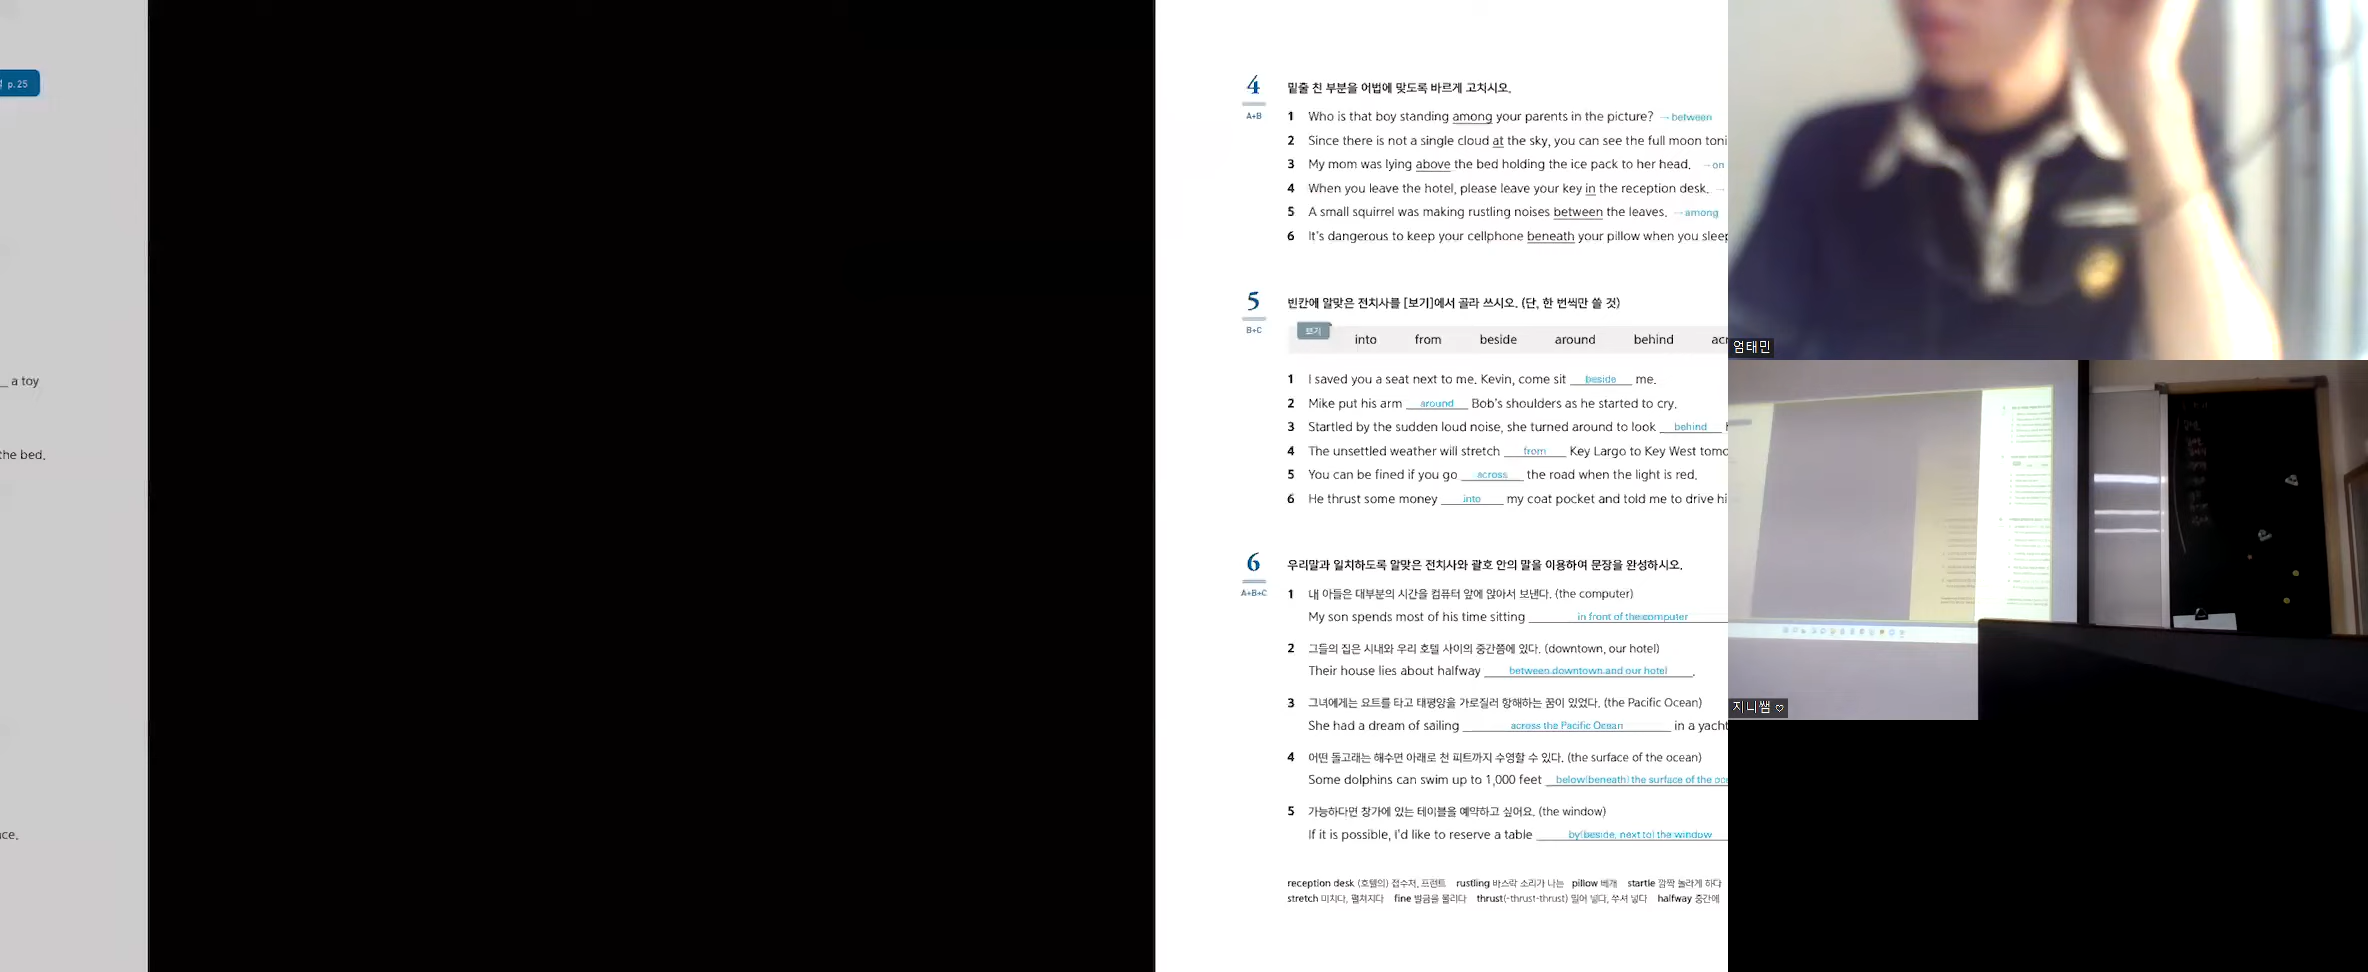 p.25
a toy
the bed.
nce.
4
A+B
밑줄 친 부분을 어법에 맞도록 바르게 고치시오.
1 Who is that boy standing among your parents in the picture? → between
2 Since there is not a single cloud at the sky, you can see the full moon toni
3 My mom was lying above the bed holding the ice pack to her head. → on
4 When you leave the hotel, please leave your key in the reception desk. →
5 A small squirrel was making rustling noises between the leaves. → among
6 It's dangerous to keep your cellphone beneath your pillow when you sleep
5
B+C
빈칸에 알맞은 전치사를 [보기]에서 골라 쓰시오. (단, 한 번씩만 쓸 것)
보기 into from beside around behind acr
1 I saved you a seat next to me. Kevin, come sit beside me.
2 Mike put his arm around Bob's shoulders as he started to cry.
3 Startled by the sudden loud noise, she turned around to look behind h
4 The unsettled weather will stretch from Key Largo to Key West tomo
5 You can be fined if you go across the road when the light is red.
6 He thrust some money into my coat pocket and told me to drive hi
6
A+B+C
우리말과 일치하도록 알맞은 전치사와 괄호 안의 말을 이용하여 문장을 완성하시오.
1 내 아들은 대부분의 시간을 컴퓨터 앞에 앉아서 보낸다. (the computer)
My son spends most of his time sitting in front of the computer
2 그들의 집은 시내와 우리 호텔 사이의 중간쯤에 있다. (downtown, our hotel)
Their house lies about halfway between downtown and our hotel.
3 그녀에게는 요트를 타고 태평양을 가로질러 항해하는 꿈이 있었다. (the Pacific Ocean)
She had a dream of sailing across the Pacific Ocean in a yacht
4 어떤 돌고래는 해수면 아래로 천 피트까지 수영할 수 있다. (the surface of the ocean)
Some dolphins can swim up to 1,000 feet below(beneath) the surface of the oce
5 가능하다면 창가에 있는 테이블을 예약하고 싶어요. (the window)
If it is possible, I'd like to reserve a table by(beside, next to) the window
reception desk (호텔의) 접수처, 프런트 rustling 바스락 소리가 나는 pillow 베개 startle 깜짝 놀라게 하다
stretch 미치다, 펼쳐지다 fine 벌금을 물리다 thrust(-thrust-thrust) 밀어 넣다, 쑤셔 넣다 halfway 중간에
엄태민
지니쌤 ♡